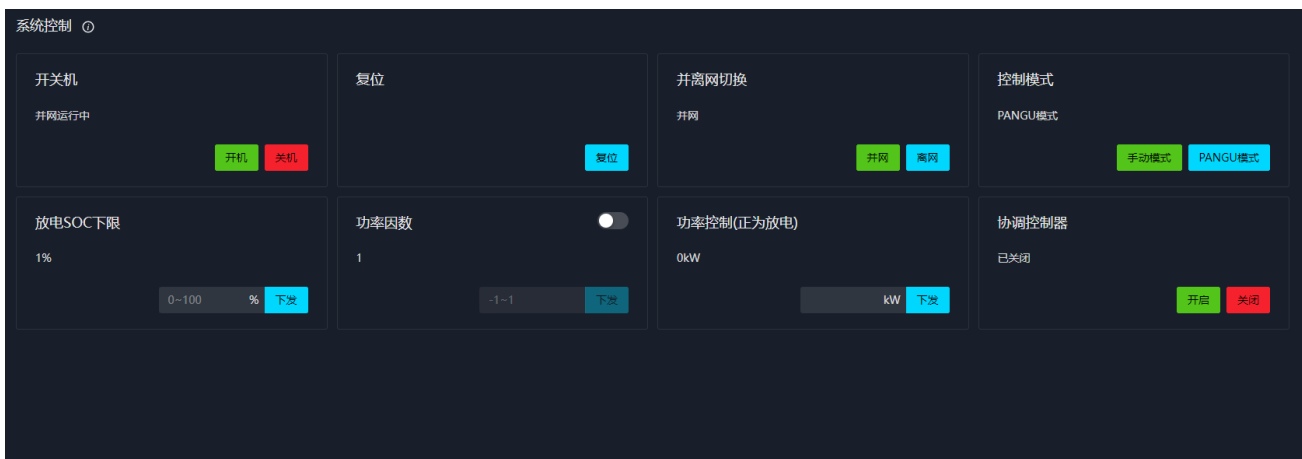 系统控制
开关机
并网运行中
开机 关机
复位
复位
并离网切换
并网
并网 离网
控制模式
PANGU模式
手动模式 PANGU模式
放电SOC下限
1%
0~100 % 下发
功率因数
1
-1~1 下发
功率控制(正为放电)
0kW
kW 下发
协调控制器
已关闭
开启 关闭